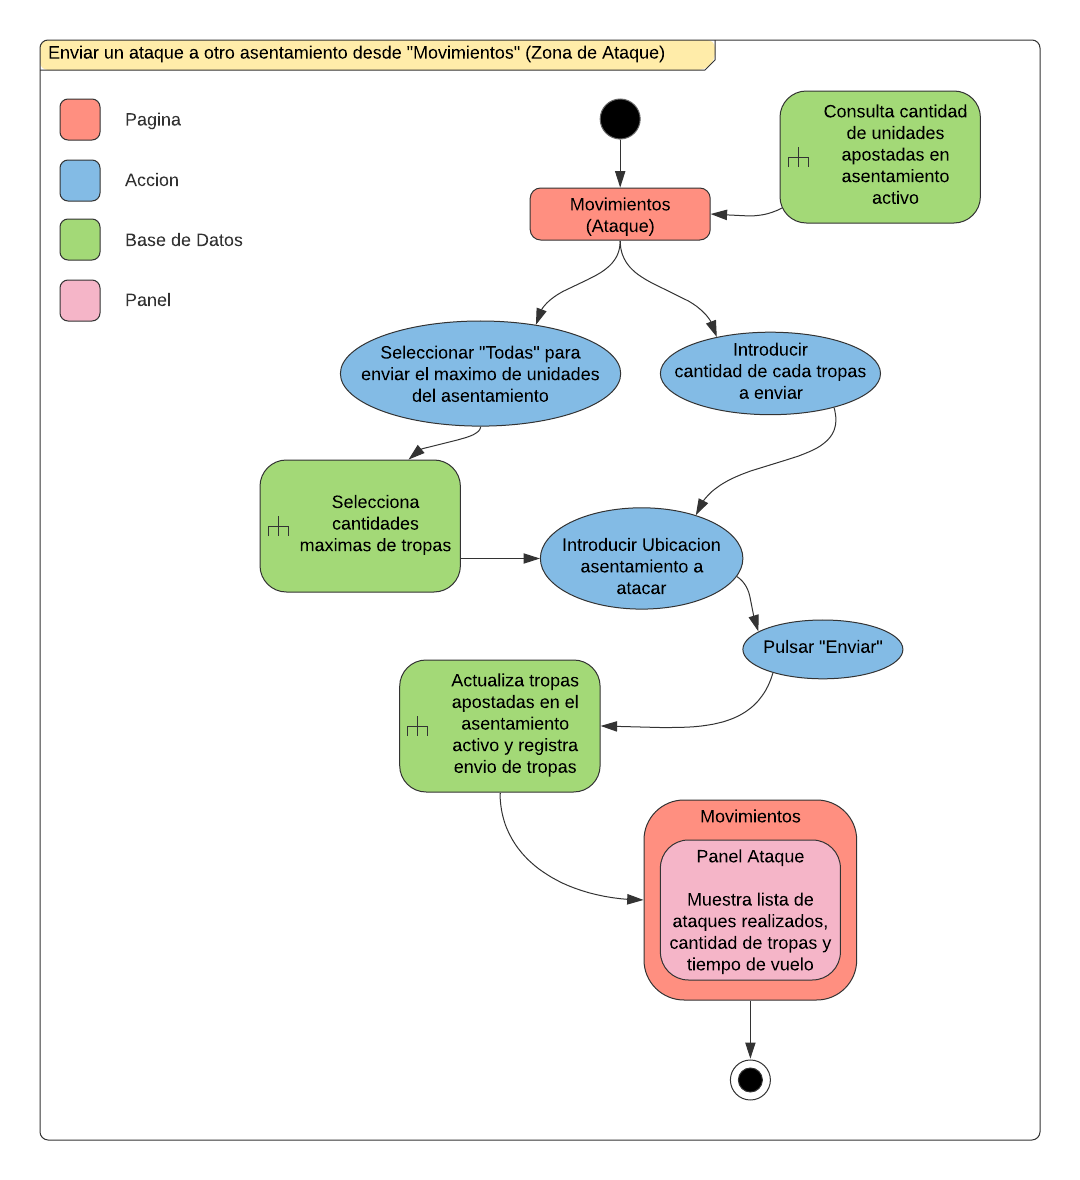 Enviar un ataque a otro asentamiento desde "Movimientos" (Zona de Ataque)
Pagina
Accion
Base de Datos
Panel
Consulta cantidad
de unidades
apostadas en
asentamiento
activo
Movimientos
(Ataque)
Seleccionar "Todas" para
enviar el maximo de unidades
del asentamiento
Introducir
cantidad de cada tropas
a enviar
Selecciona
cantidades
maximas de tropas
Introducir Ubicacion
asentamiento a
atacar
Pulsar "Enviar"
Actualiza tropas
apostadas en el
asentamiento
activo y registra
envio de tropas
Movimientos
Panel Ataque
Muestra lista de
ataques realizados,
cantidad de tropas y
tiempo de vuelo